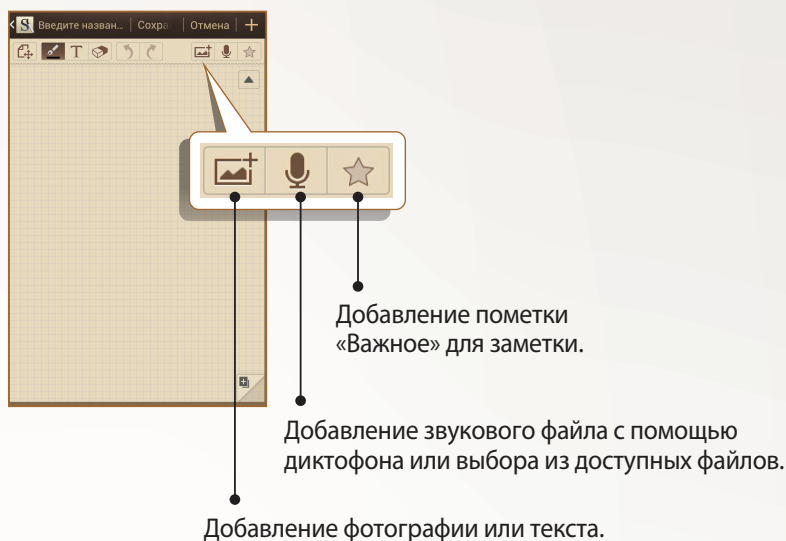 S Введите назван... Сохра Отмена +
T
Добавление пометки
«Важное» для заметки.
Добавление звукового файла с помощью
диктофона или выбора из доступных файлов.
Добавление фотографии или текста.